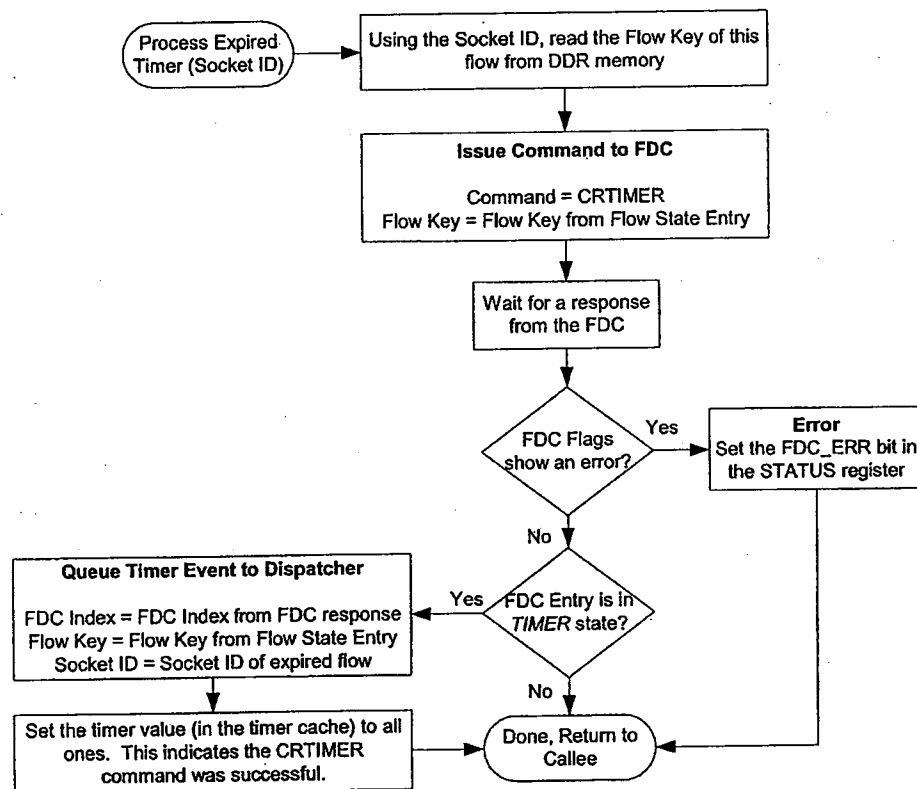 Process Expired
Timer (Socket ID)
Using the Socket ID, read the Flow Key of this
flow from DDR memory
Issue Command to FDC
Command = CRTIMER
Flow Key = Flow Key from Flow State Entry
Wait for a response
from the FDC
FDC Flags
show an error?
Yes
Error
Set the FDC_ERR bit in
the STATUS register
No
FDC Entry is in
TIMER state?
Yes
Queue Timer Event to Dispatcher
FDC Index = FDC Index from FDC response
Flow Key = Flow Key from Flow State Entry
Socket ID = Socket ID of expired flow
No
Set the timer value (in the timer cache) to all
ones. This indicates the CRTIMER
command was successful.
Done, Return to
Callee